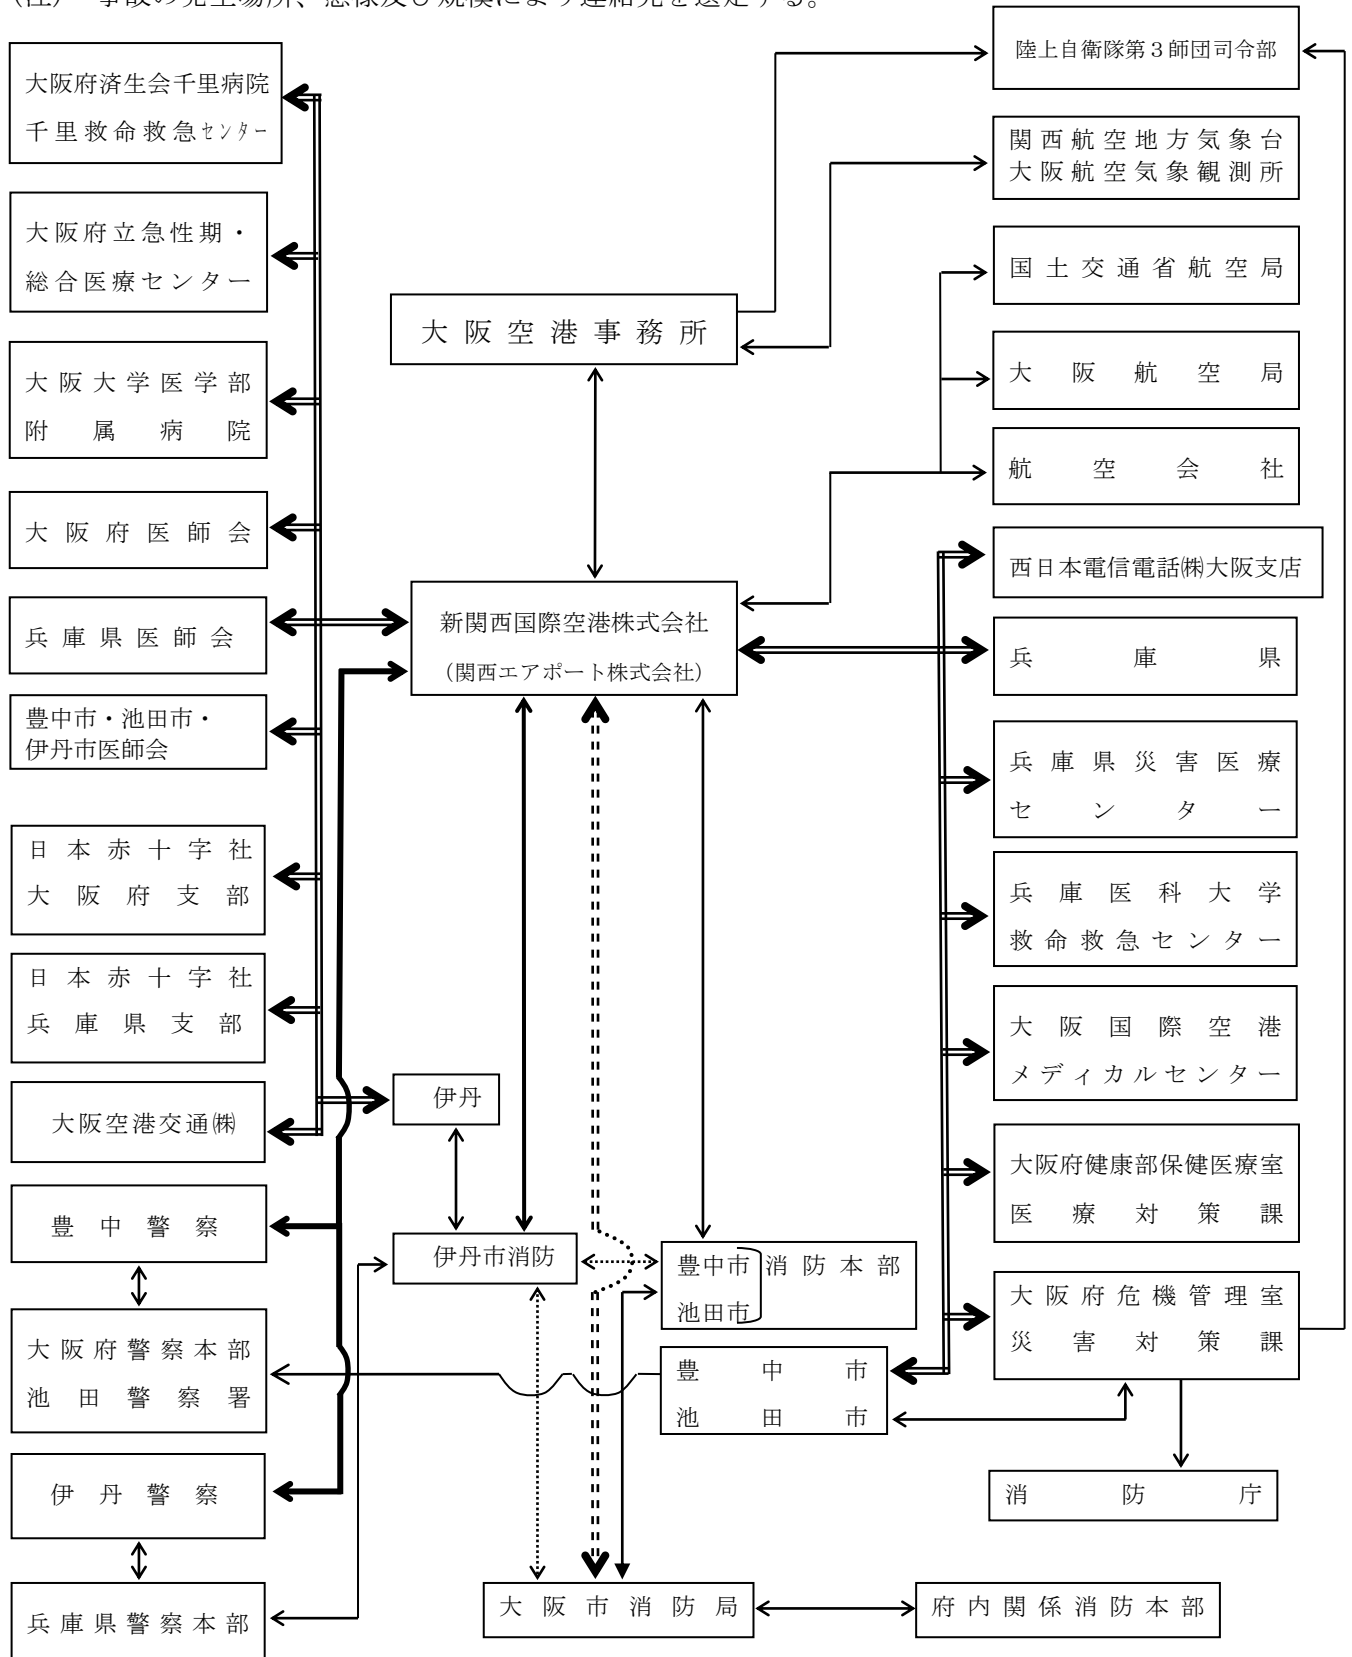 (注) 事故の発生場所、態様及び規模により連絡先を選定する。
大阪府済生会千里病院
千里救命救急センター
大阪府立急性期・
総合医療センター
大阪大学医学部
附属病院
大阪府医師会
兵庫県医師会
豊中市・池田市・
伊丹市医師会
日本赤十字社
大阪府支部
日本赤十字社
兵庫県支部
大阪空港交通㈱
豊中警察
大阪府警察本部
池田警察署
伊丹警察
兵庫県警察本部
大阪空港事務所
新関西国際空港株式会社
(関西エアポート株式会社)
伊丹
伊丹市消防
豊中市 消防本部
池田市
豊中市
池田市
大阪市消防局
府内関係消防本部
陸上自衛隊第3師団司令部
関西航空地方気象台
大阪航空気象観測所
国土交通省航空局
大阪航空局
航空会社
西日本電信電話㈱大阪支店
兵庫県
兵庫県災害医療
センター
兵庫医科大学
救命救急センター
大阪国際空港
メディカルセンター
大阪府健康部保健医療室
医療対策課
大阪府危機管理室
災害対策課
消防庁